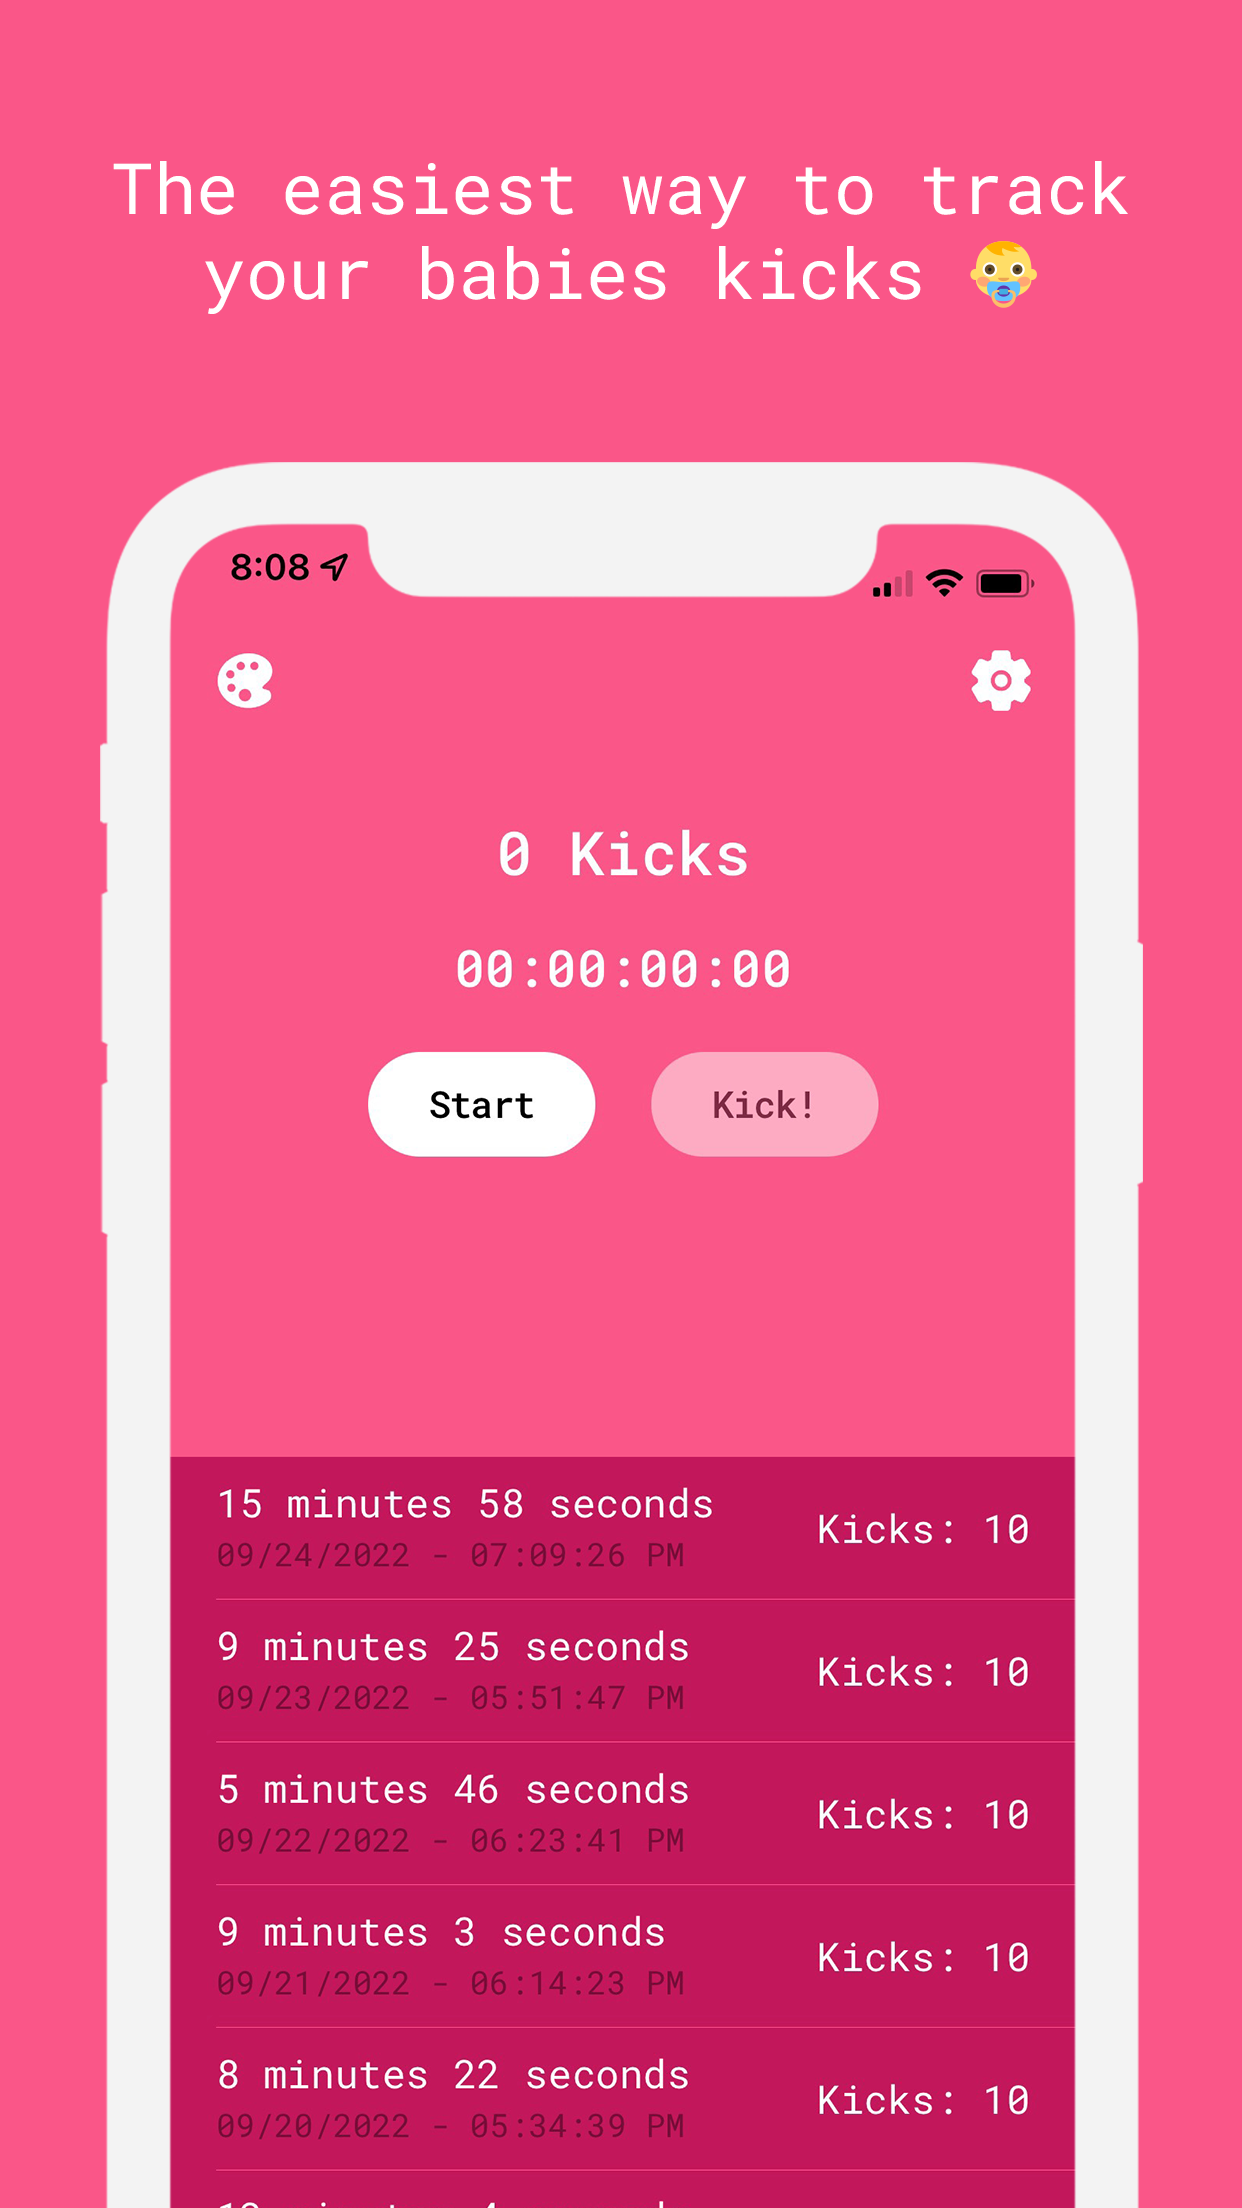 The easiest way to track
your babies kicks
8:08
0 Kicks
00:00:00:00
Start
Kick!
15 minutes 58 seconds
09/24/2022 - 07:09:26 PM
Kicks: 10
9 minutes 25 seconds
09/23/2022 - 05:51:47 PM
Kicks: 10
5 minutes 46 seconds
09/22/2022 - 06:23:41 PM
Kicks: 10
9 minutes 3 seconds
09/21/2022 - 06:14:23 PM
Kicks: 10
8 minutes 22 seconds
09/20/2022 - 05:34:39 PM
Kicks: 10